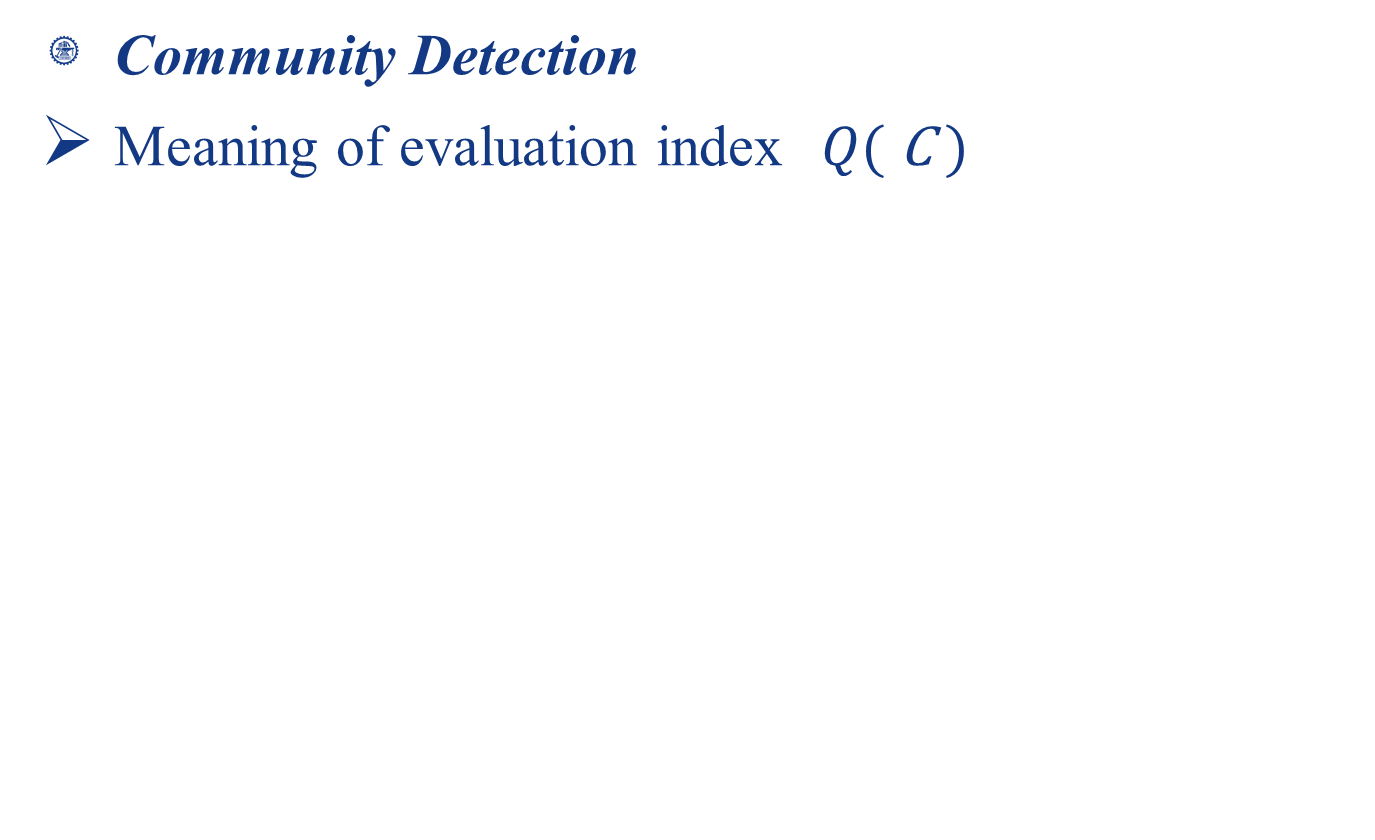 Community Detection
Meaning of evaluation index Q( C)